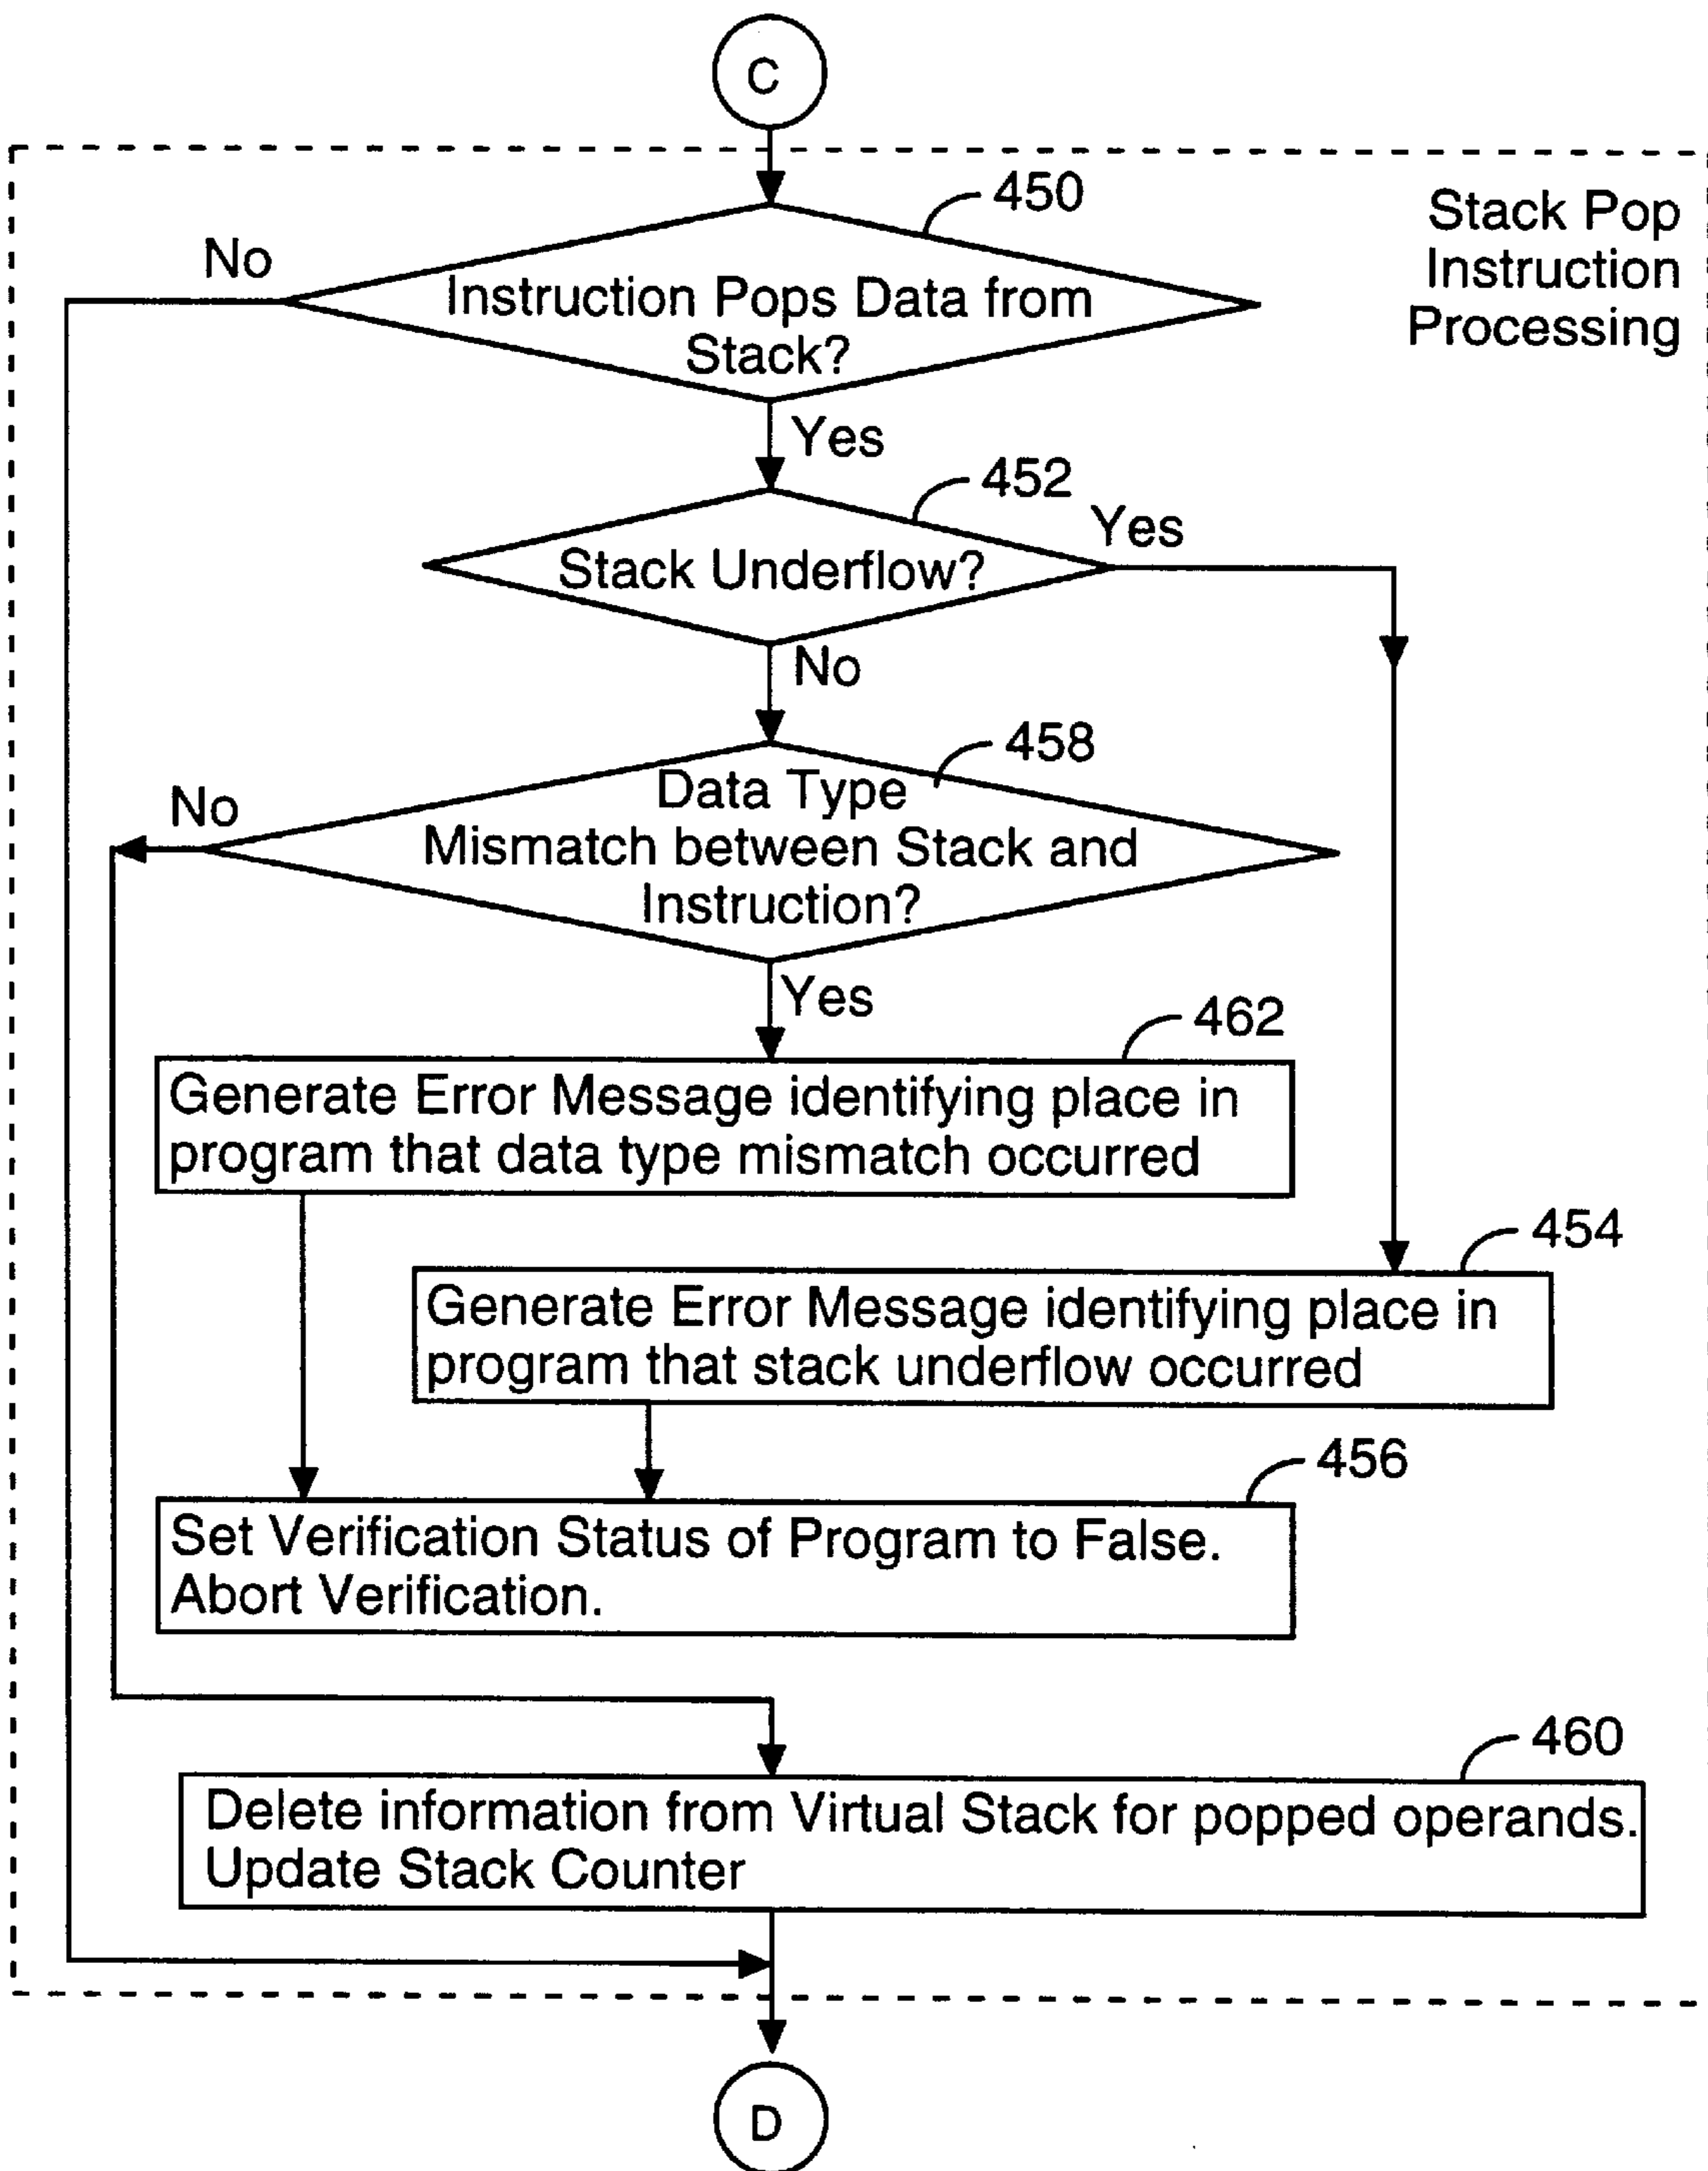 C
450
Stack Pop
Instruction
Processing
No
Instruction Pops Data from
Stack?
Yes
452
Yes
Stack Underflow?
No
458
No
Data Type
Mismatch between Stack and
Instruction?
Yes
462
Generate Error Message identifying place in
program that data type mismatch occurred
454
Generate Error Message identifying place in
program that stack underflow occurred
456
Set Verification Status of Program to False.
Abort Verification.
460
Delete information from Virtual Stack for popped operands.
Update Stack Counter
D